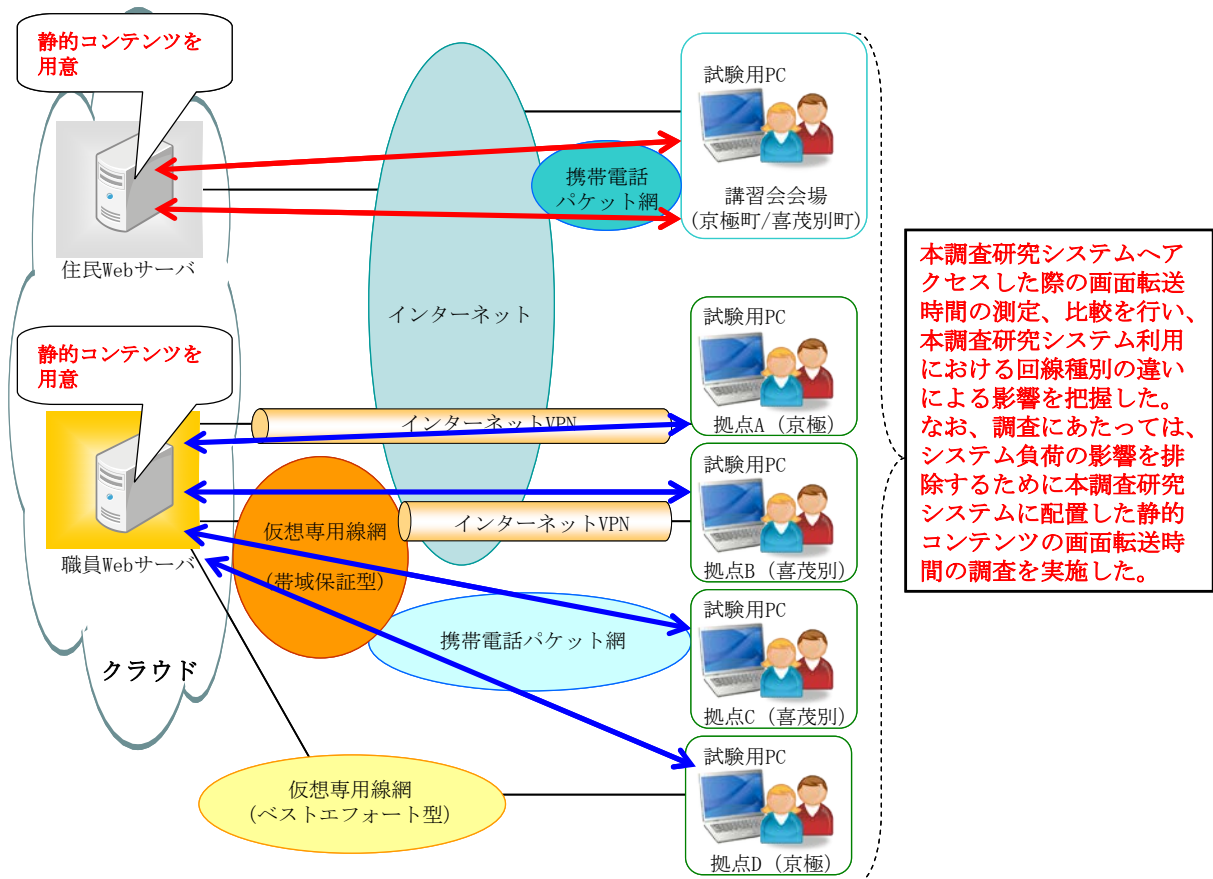 静的コンテンツを
用意
住民Webサーバ
静的コンテンツを
用意
職員Webサーバ
クラウド
インターネット
携帯電話
パケット網
インターネットVPN
インターネットVPN
仮想専用線網
(帯域保証型)
携帯電話パケット網
仮想専用線網
(ベストエフォート型)
試験用PC
講習会会場
(京極町/喜茂別町)
試験用PC
拠点A (京極)
試験用PC
拠点B (喜茂別)
試験用PC
拠点C (喜茂別)
試験用PC
拠点D (京極)
本調査研究システムへア
クセスした際の画面転送
時間の測定、比較を行い、
本調査研究システム利用
における回線種別の違い
による影響を把握した。
なお、調査にあたっては、
システム負荷の影響を排
除するために本調査研究
システムに配置した静的
コンテンツの画面転送時
間の調査を実施した。